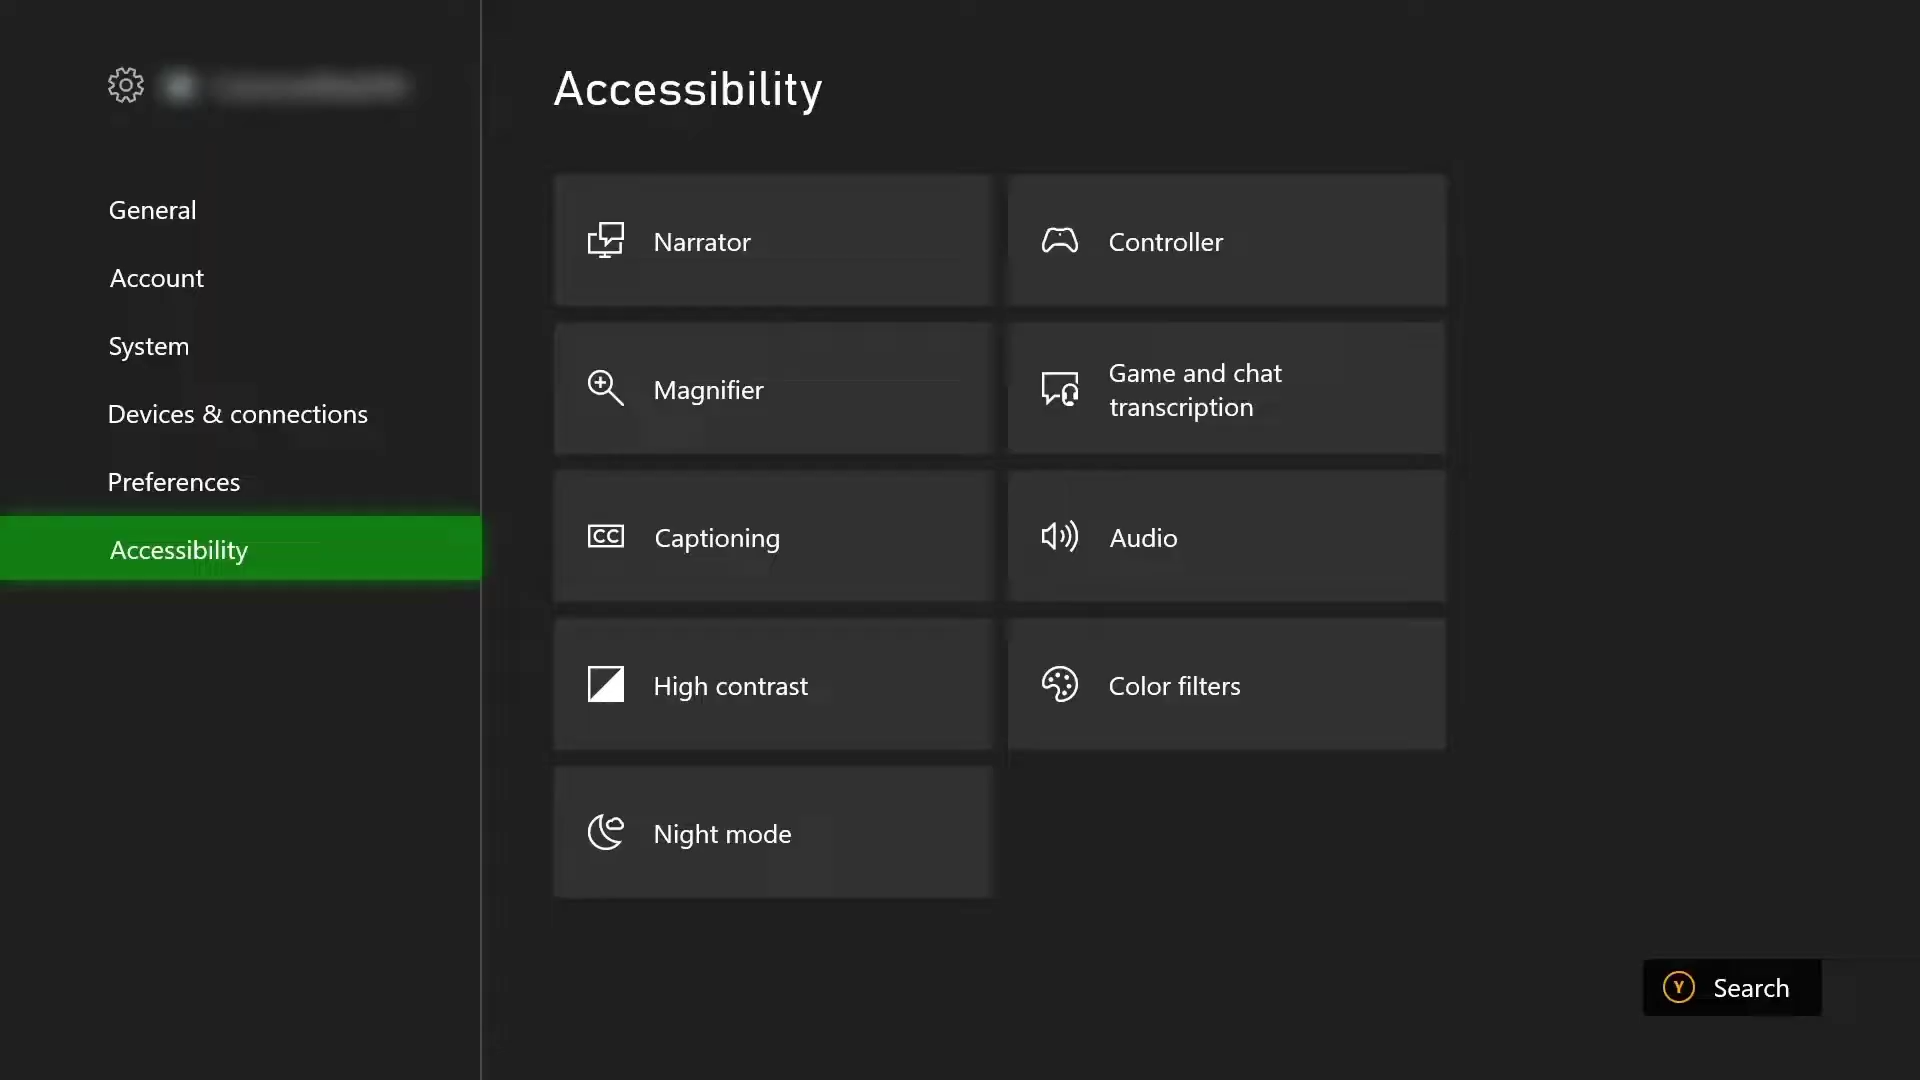 General
Account
System
Devices & connections
Preferences
Accessibility
Accessibility
Narrator
Controller
Magnifier
Game and chat
transcription
CC
Captioning
Audio
High contrast
Color filters
Night mode
Y Search